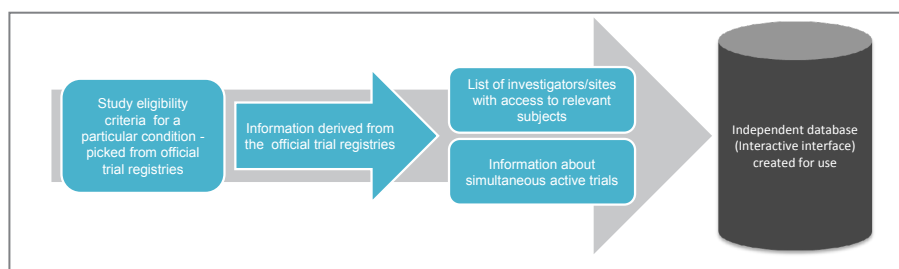 Study eligibility
criteria for a
particular condition -
picked from official
trial registries
Information derived from
the official trial registries
List of investigators/sites
with access to relevant
subjects
Information about
simultaneous active trials
Independent database
(Interactive interface)
created for use